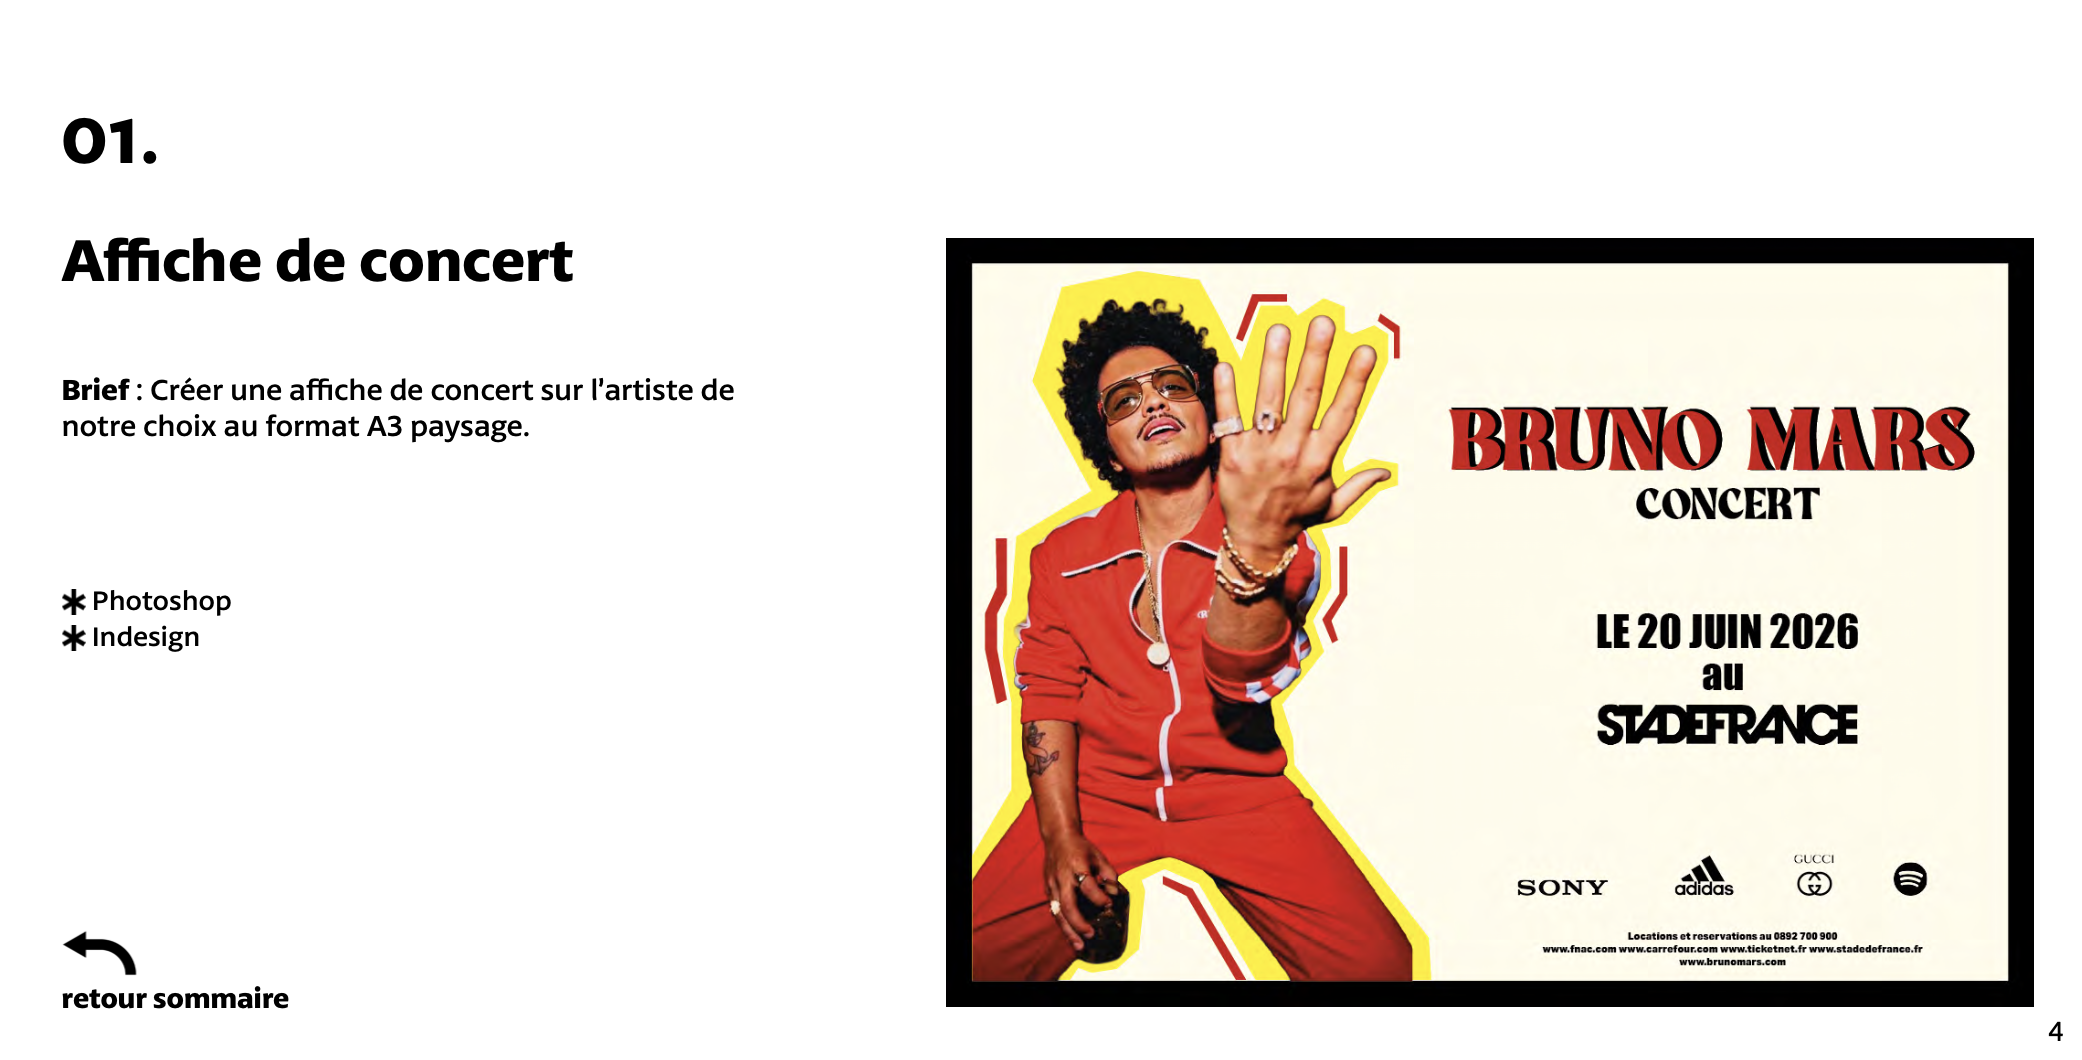 01.
Affiche de concert
Brief : Créer une affiche de concert sur l'artiste de
notre choix au format A3 paysage.
Photoshop
Indesign
retour sommaire
BRUNO MARS
CONCERT
LE 20 JUIN 2026
au
STADEFRANCE
SONY
adidas
GUCCI
Locations et reservations au 0892 700 900
www.fnac.com www.carrefour.com www.ticketnet.fr www.stadedefrance.fr
www.brunomars.com
4